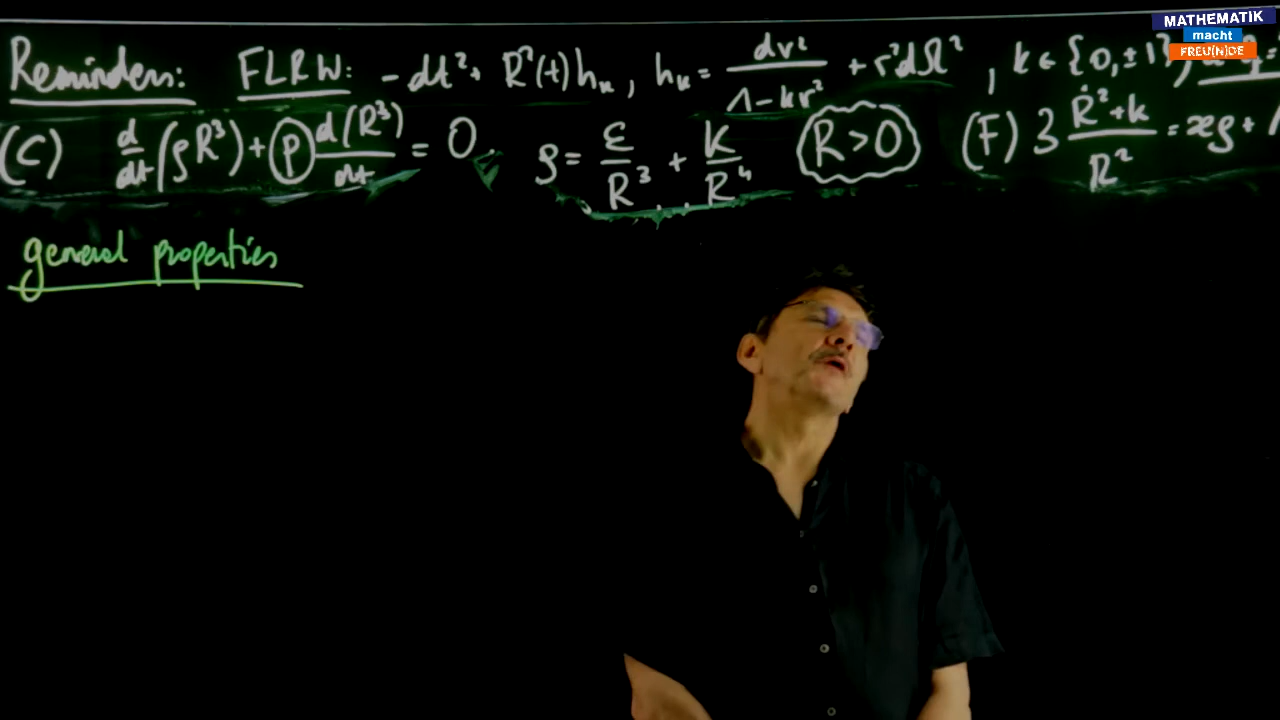 MATHEMATIK
macht
FREU(N)DE
Reminders: FLRW: -dt²+ R²(t)hₖ, hₖ= dr²/(1-kr²) + r²dΩ², k∈{0,±1},
(C) d/dt(ρR³)+p d(R³)/dt = 0. ρ= ε/R³ + K/R⁴ R>0 (F) 3 (Ṙ²+k)/R² = ϰρ+Λ
general properties